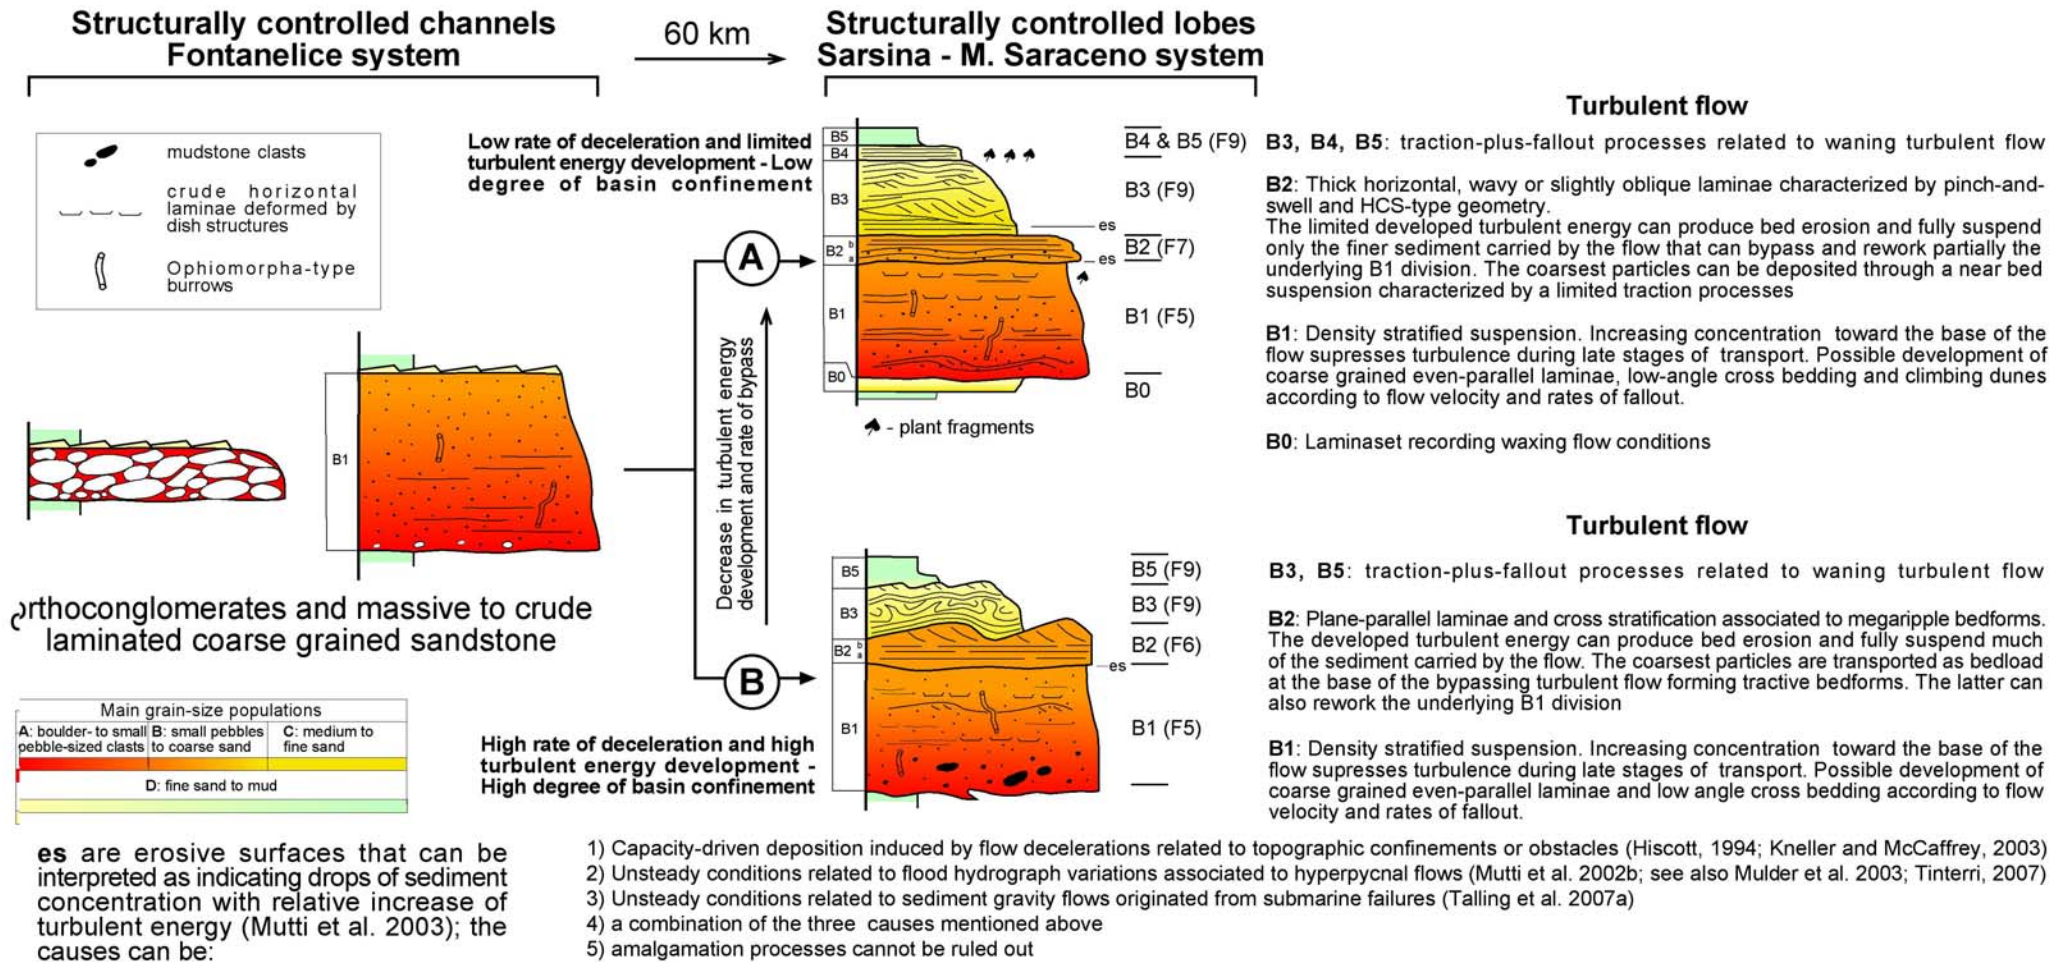 Structurally controlled channels
Fontanelice system
60 km
Structurally controlled lobes
Sarsina - M. Saraceno system
mudstone clasts
crude horizontal
laminae deformed by
dish structures
Ophiomorpha-type
burrows
B1
orthoconglomerates and massive to crude
laminated coarse grained sandstone
Main grain-size populations
A: boulder- to small
pebble-sized clasts
B: small pebbles
to coarse sand
C: medium to
fine sand
D: fine sand to mud
Low rate of deceleration and limited
turbulent energy development - Low
degree of basin confinement
A
Decrease in turbulent energy
development and rate of bypass
B
High rate of deceleration and high
turbulent energy development -
High degree of basin confinement
B5
B4
B3
B2 b
a
B1
B0
es
es
B4 & B5 (F9)
B3 (F9)
B2 (F7)
B1 (F5)
B0
- plant fragments
B5
B3
B2 b
a
B1
es
B5 (F9)
B3 (F9)
B2 (F6)
B1 (F5)
Turbulent flow
B3, B4, B5: traction-plus-fallout processes related to waning turbulent flow
B2: Thick horizontal, wavy or slightly oblique laminae characterized by pinch-and-
swell and HCS-type geometry.
The limited developed turbulent energy can produce bed erosion and fully suspend
only the finer sediment carried by the flow that can bypass and rework partially the
underlying B1 division. The coarsest particles can be deposited through a near bed
suspension characterized by a limited traction processes
B1: Density stratified suspension. Increasing concentration toward the base of the
flow supresses turbulence during late stages of transport. Possible development of
coarse grained even-parallel laminae, low-angle cross bedding and climbing dunes
according to flow velocity and rates of fallout.
B0: Laminaset recording waxing flow conditions
Turbulent flow
B3, B5: traction-plus-fallout processes related to waning turbulent flow
B2: Plane-parallel laminae and cross stratification associated to megaripple bedforms.
The developed turbulent energy can produce bed erosion and fully suspend much
of the sediment carried by the flow. The coarsest particles are transported as bedload
at the base of the bypassing turbulent flow forming tractive bedforms. The latter can
also rework the underlying B1 division
B1: Density stratified suspension. Increasing concentration toward the base of the
flow supresses turbulence during late stages of transport. Possible development of
coarse grained even-parallel laminae and low angle cross bedding according to flow
velocity and rates of fallout.
es are erosive surfaces that can be
interpreted as indicating drops of sediment
concentration with relative increase of
turbulent energy (Mutti et al. 2003); the
causes can be:
1) Capacity-driven deposition induced by flow decelerations related to topographic confinements or obstacles (Hiscott, 1994; Kneller and McCaffrey, 2003)
2) Unsteady conditions related to flood hydrograph variations associated to hyperpycnal flows (Mutti et al. 2002b; see also Mulder et al. 2003; Tinterri, 2007)
3) Unsteady conditions related to sediment gravity flows originated from submarine failures (Talling et al. 2007a)
4) a combination of the three causes mentioned above
5) amalgamation processes cannot be ruled out